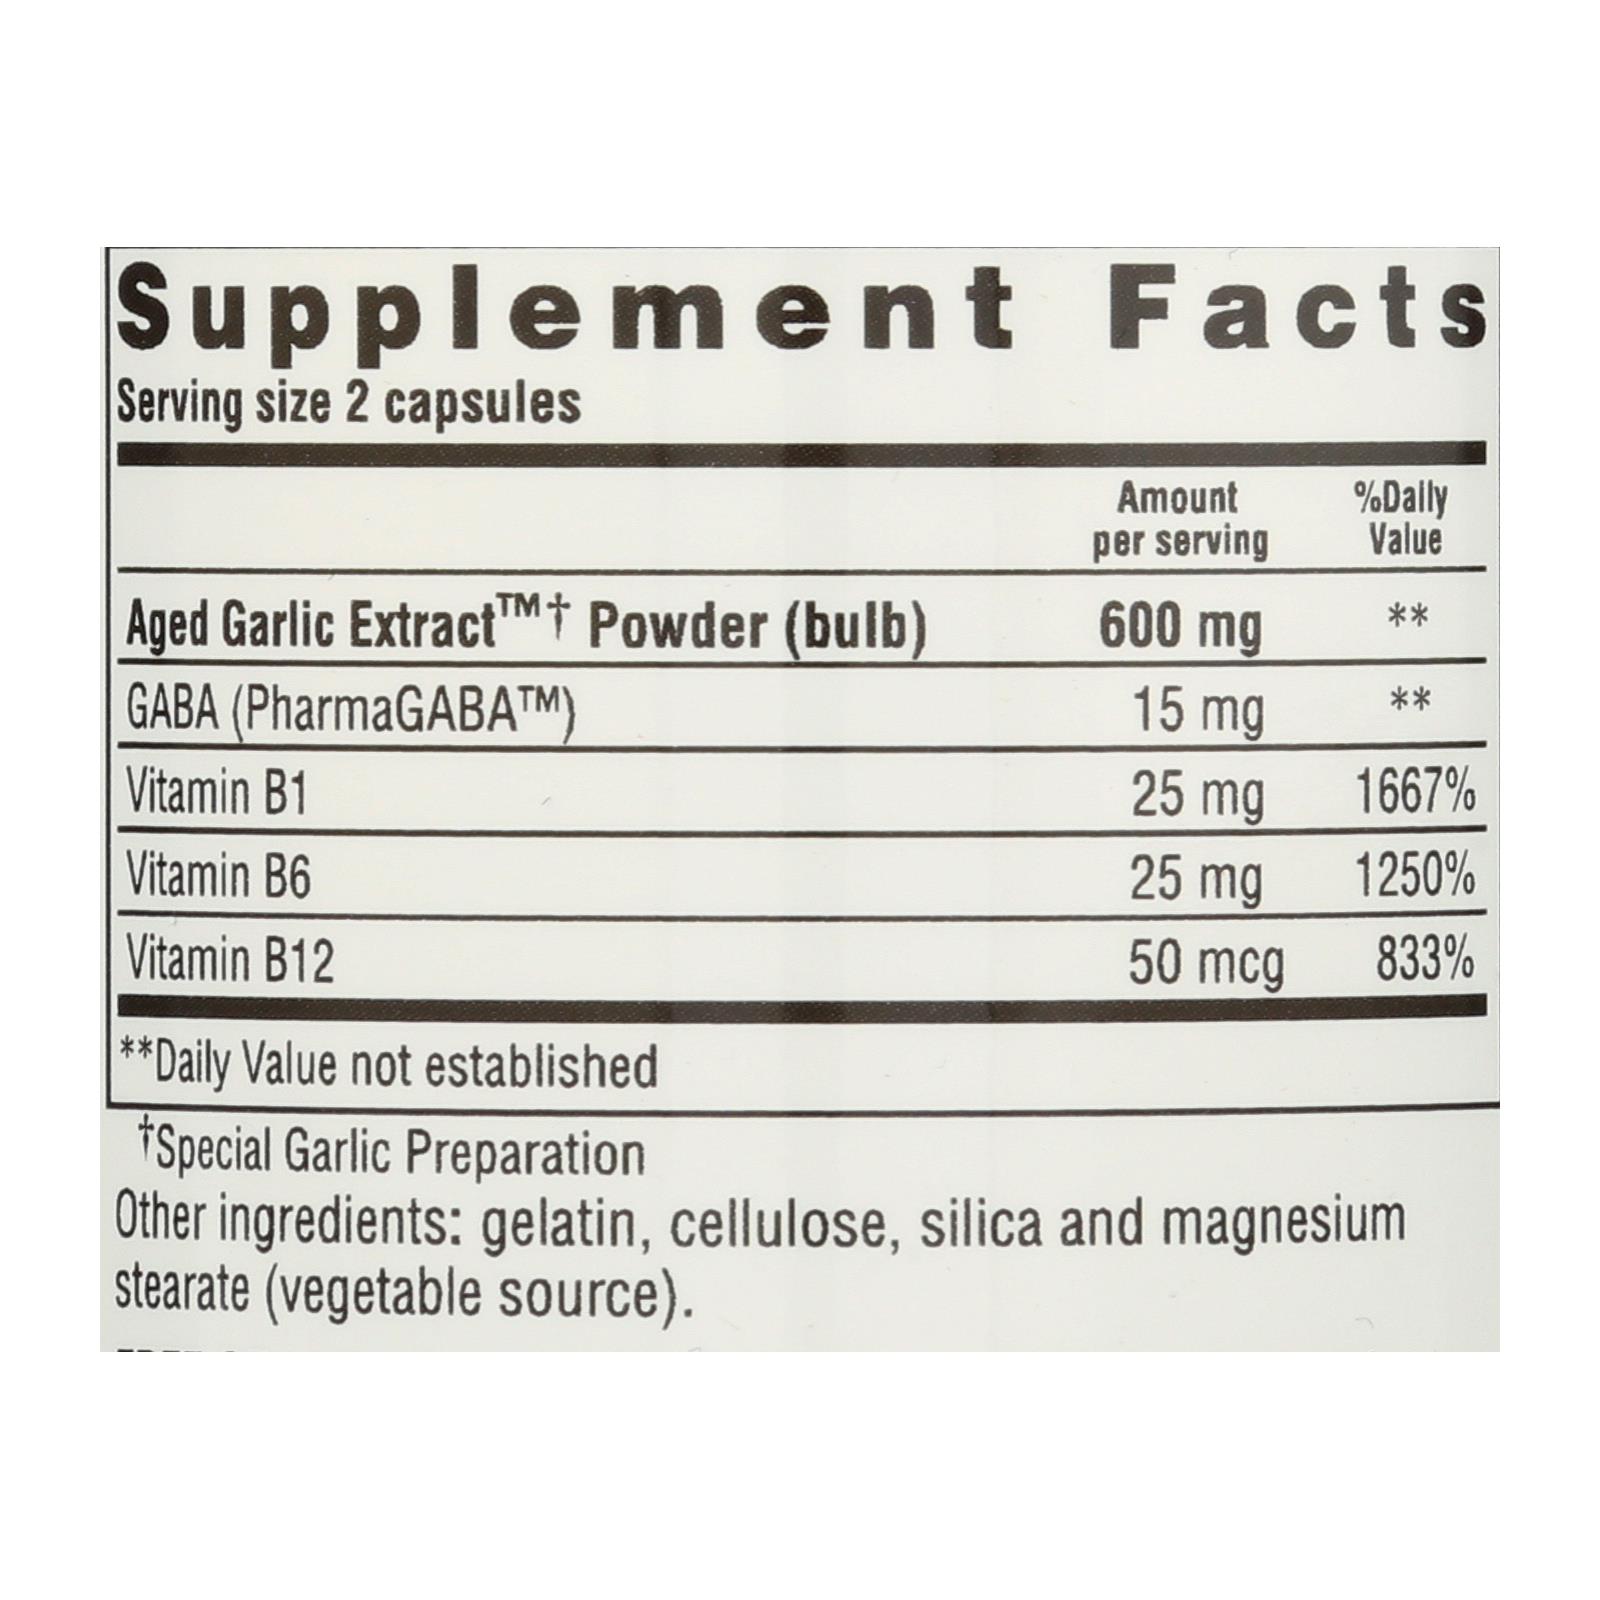 Supplement Facts
Serving size 2 capsules
Amount per serving %Daily Value
Aged Garlic Extract™† Powder (bulb) 600 mg **
GABA (PharmaGABA™) 15 mg **
Vitamin B1 25 mg 1667%
Vitamin B6 25 mg 1250%
Vitamin B12 50 mcg 833%
**Daily Value not established
†Special Garlic Preparation
Other ingredients: gelatin, cellulose, silica and magnesium
stearate (vegetable source).